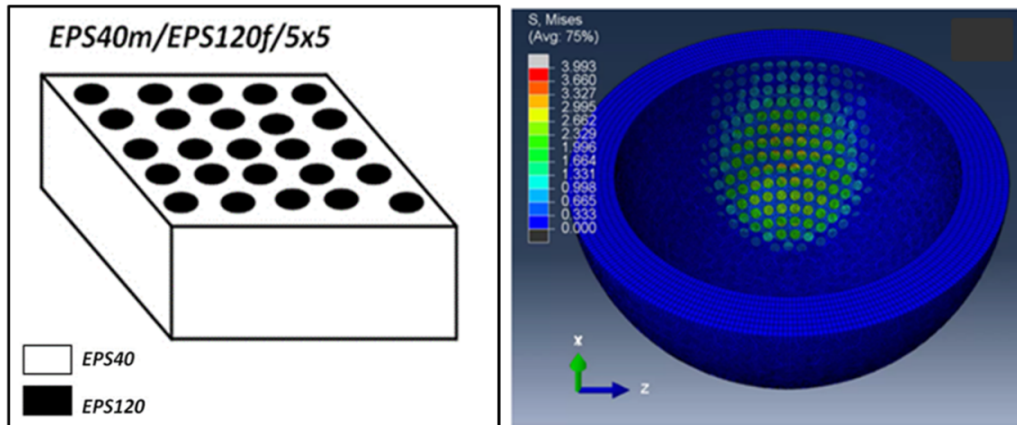 EPS40m/EPS120f/5x5
EPS40
EPS120
S, Mises
(Avg: 75%)
3.993
3.660
3.327
2.995
2.662
2.329
1.996
1.664
1.331
0.998
0.665
0.333
0.000
X
Z